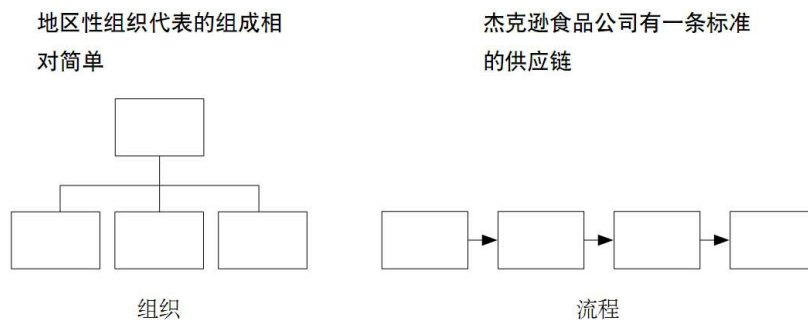 地区性组织代表的组成相
对简单
杰克逊食品公司有一条标准
的供应链
组织
流程